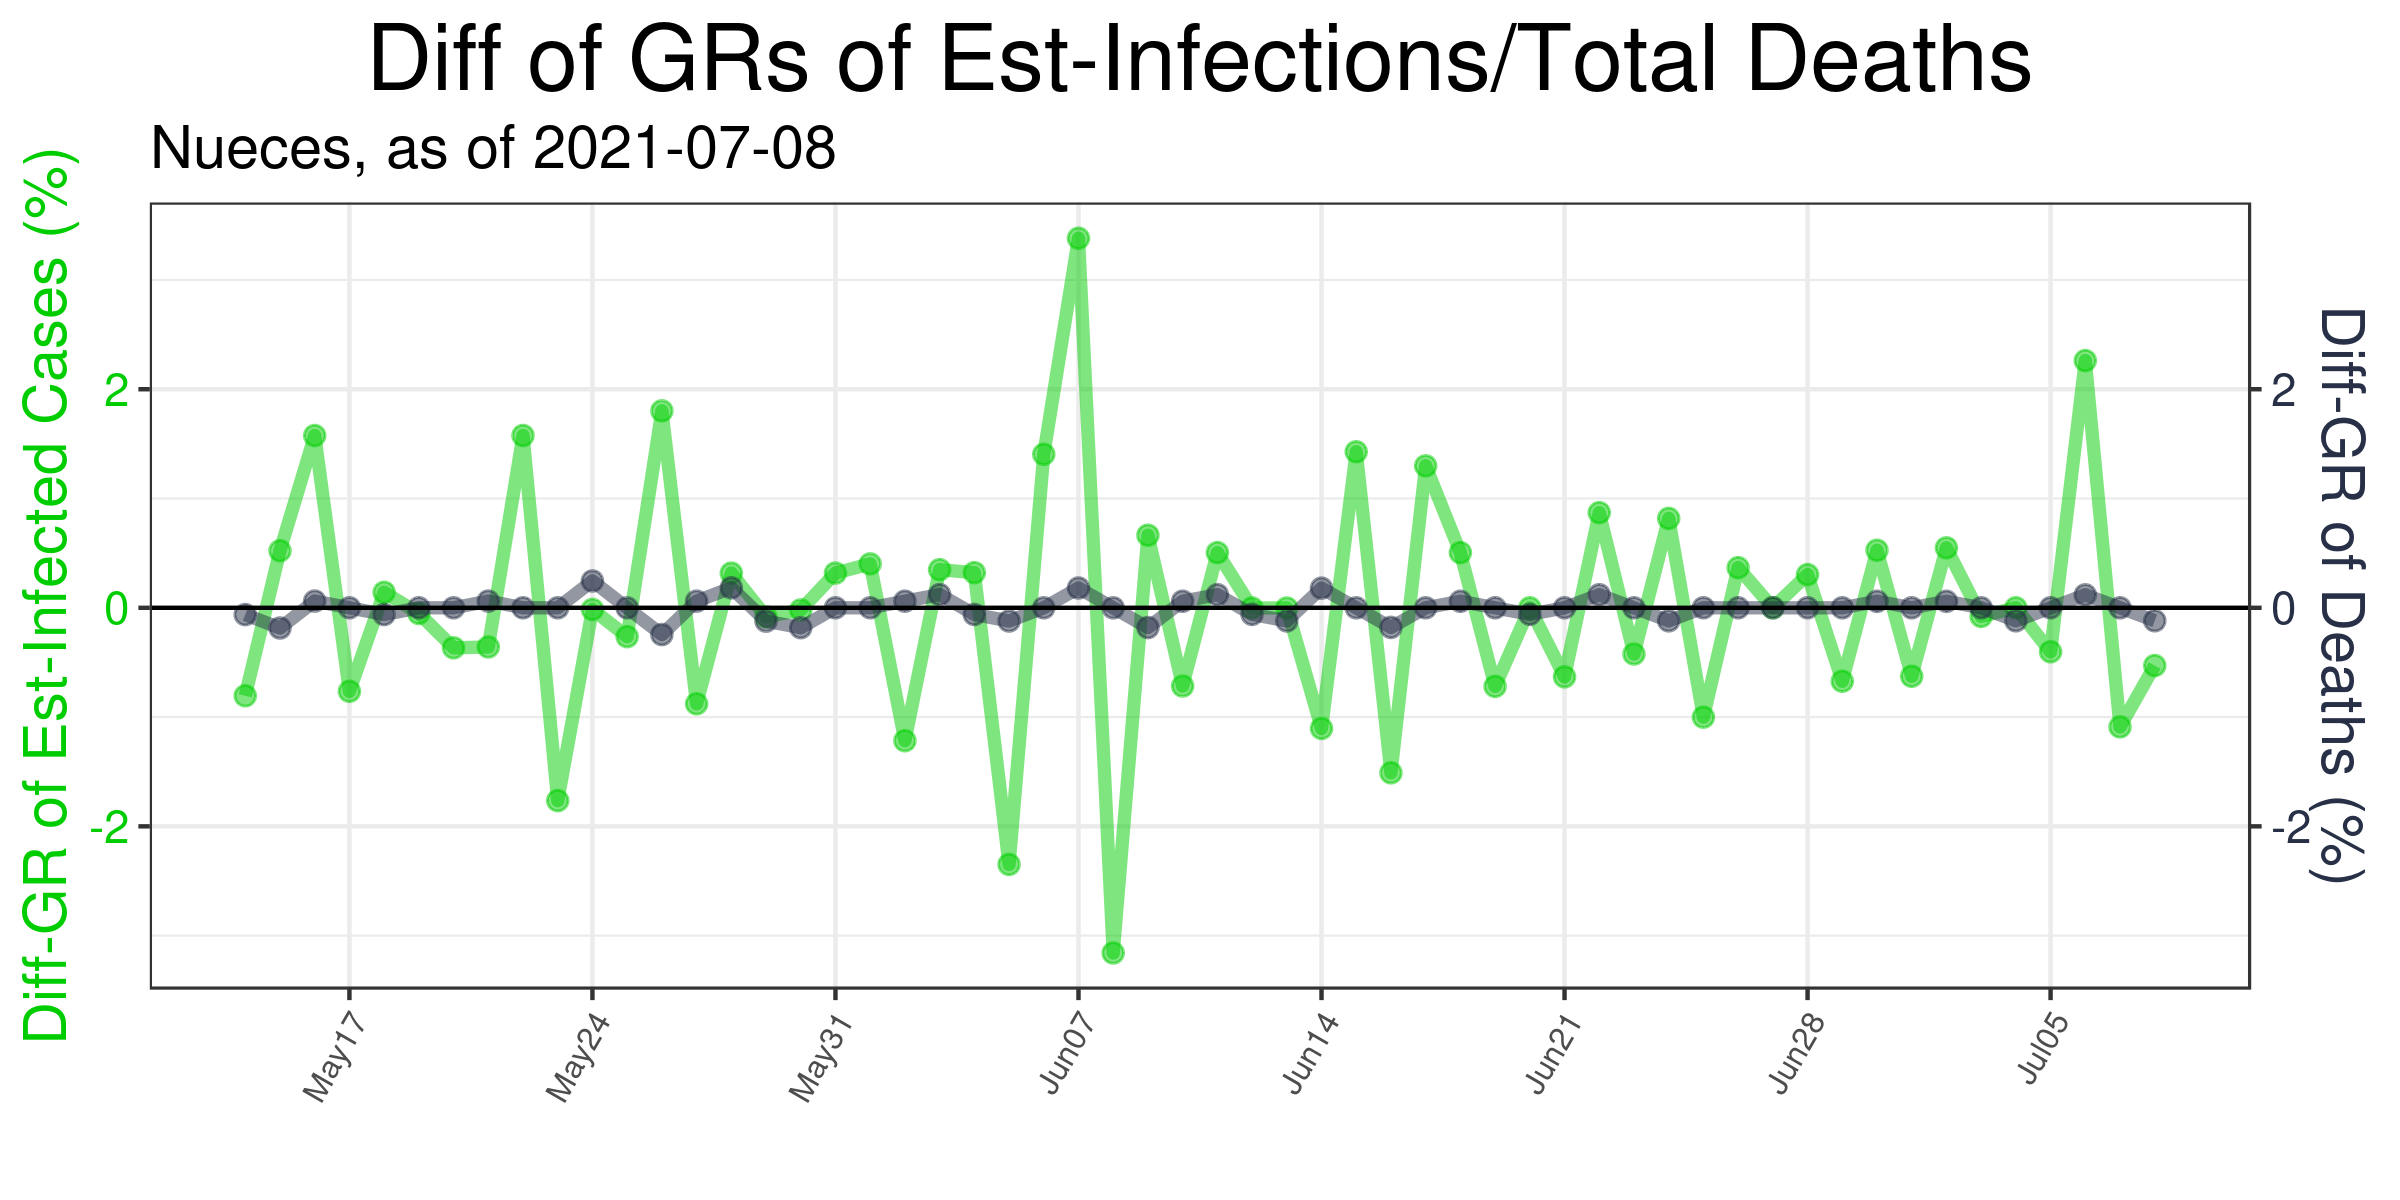 Diff of GRs of Est-Infections/Total Deaths
Nueces, as of 2021-07-08
Diff-GR of Est-Infected Cases (%)
2
0
-2
2
0
-2
Diff-GR of Deaths (%)
May17
May24
May31
Jun07
Jun14
Jun21
Jun28
Jul05